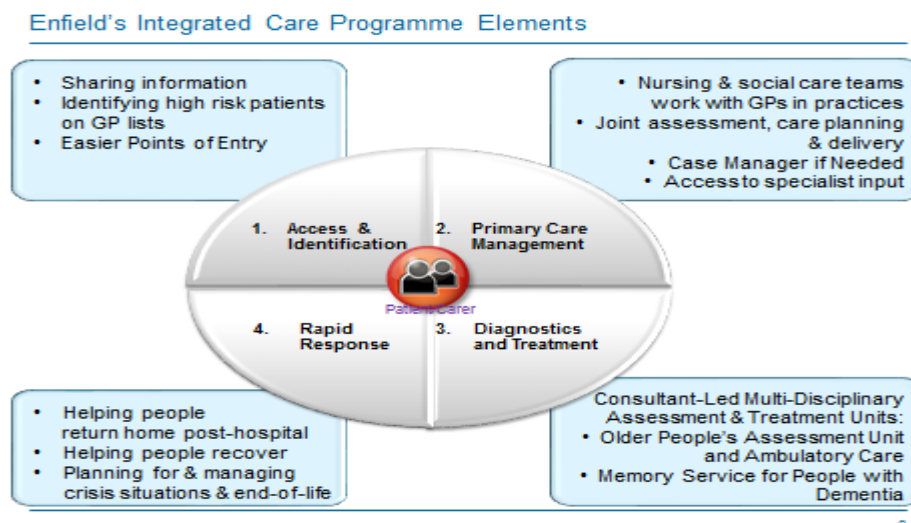 Enfield's Integrated Care Programme Elements
• Sharing information
• Identifying high risk patients
on GP lists
• Easier Points of Entry
• Nursing & social care teams
work with GPs in practices
• Joint assessment, care planning
& delivery
• Case Manager if Needed
• Access to specialist input
1. Access &
Identification
2. Primary Care
Management
Patient/Carer
4. Rapid
Response
3. Diagnostics
and Treatment
• Helping people
return home post-hospital
• Helping people recover
• Planning for & managing
crisis situations & end-of-life
Consultant-Led Multi-Disciplinary
Assessment & Treatment Units:
• Older People's Assessment Unit
and Ambulatory Care
• Memory Service for People with
Dementia